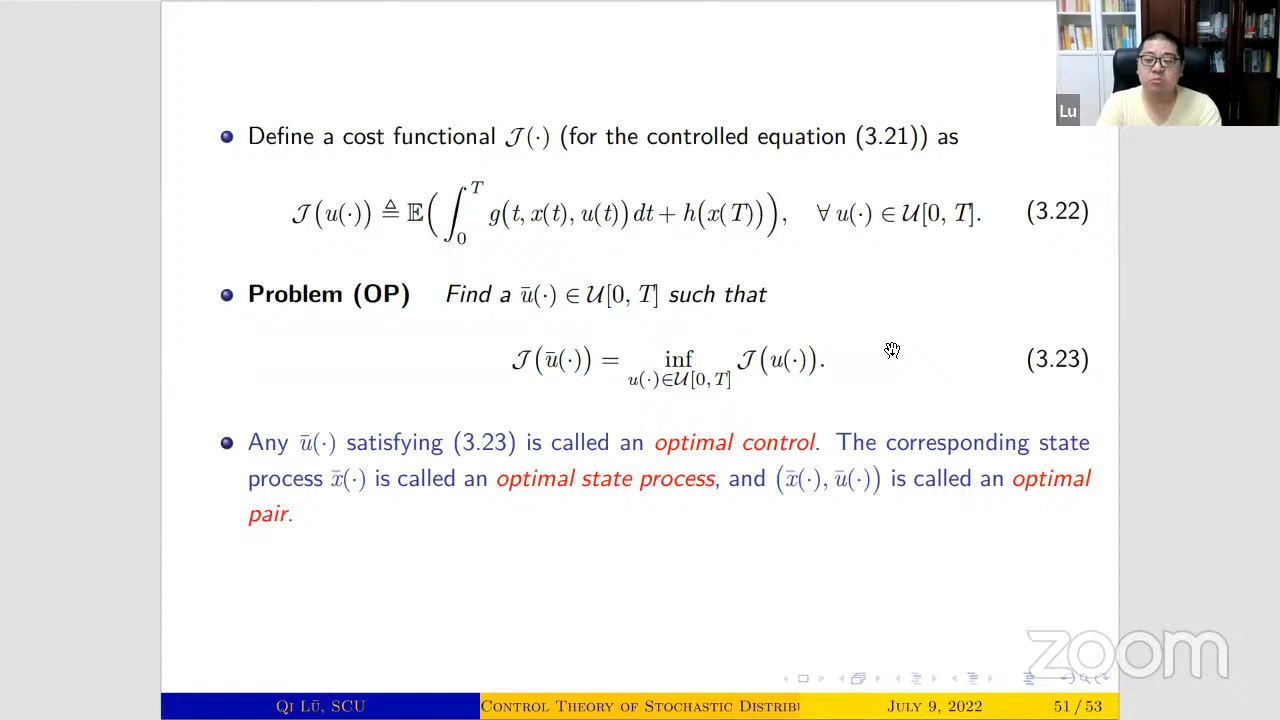 Lu
Define a cost functional 𝒥(·) (for the controlled equation (3.21)) as
𝒥(u(·)) ≜ 𝔼(∫₀ᵀ g(t, x(t), u(t))dt + h(x(T))), ∀ u(·) ∈ 𝒰[0, T]. (3.22)
Problem (OP) Find a ū(·) ∈ 𝒰[0, T] such that
𝒥(ū(·)) = inf 𝒥(u(·)). (3.23)
u(·)∈𝒰[0,T]
Any ū(·) satisfying (3.23) is called an optimal control. The corresponding state
process x̄(·) is called an optimal state process, and (x̄(·), ū(·)) is called an optimal
pair.
zoom
Qi Lü, SCU Control Theory of Stochastic Distribu July 9, 2022 51 / 53